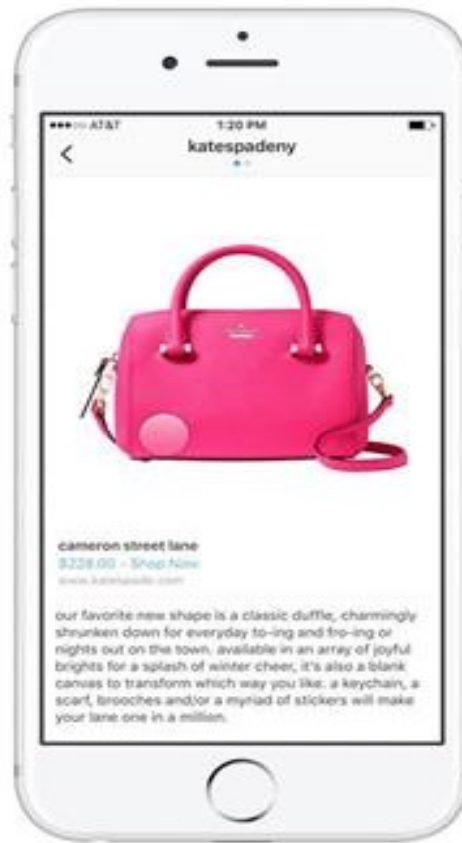 AT&T 1:20 PM
katespadeny
cameron street lane
$228.00 - Shop Now
www.katespade.com
our favorite new shape is a classic duffle, charmingly
shrunken down for everyday to-ing and fro-ing or
nights out on the town. available in an array of joyful
brights for a splash of winter cheer, it's also a blank
canvas to transform which way you like. a keychain, a
scarf, brooches and/or a myriad of stickers will make
your lane one in a million.